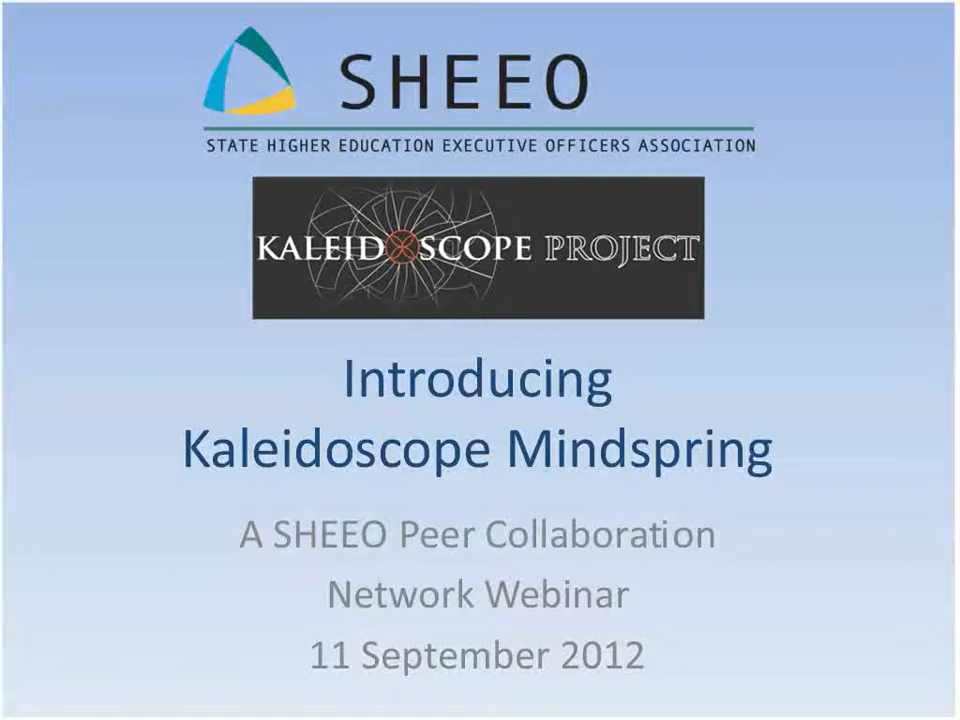 SHEEO
STATE HIGHER EDUCATION EXECUTIVE OFFICERS ASSOCIATION
KALEIDOSCOPE PROJECT
Introducing
Kaleidoscope Mindspring
A SHEEO Peer Collaboration
Network Webinar
11 September 2012